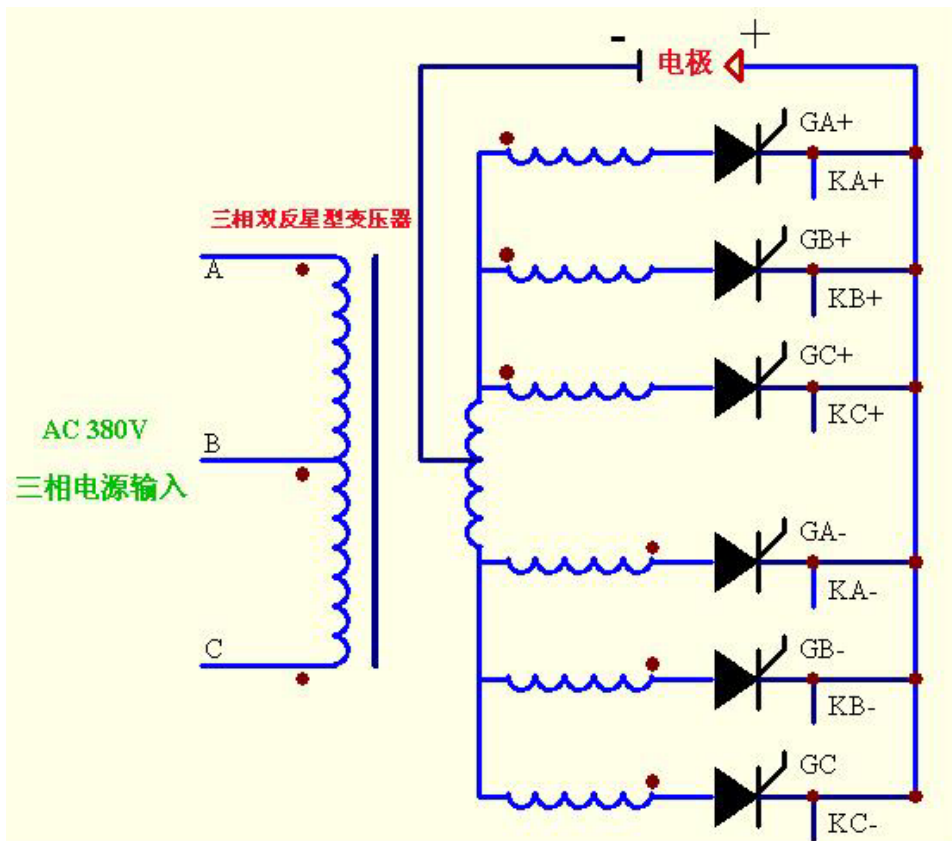 - 电极 +
GA+
KA+
三相双反星型变压器
GB+
KB+
A
GC+
KC+
AC 380V
B
三相电源输入
GA-
KA-
C
GB-
KB-
GC
KC-